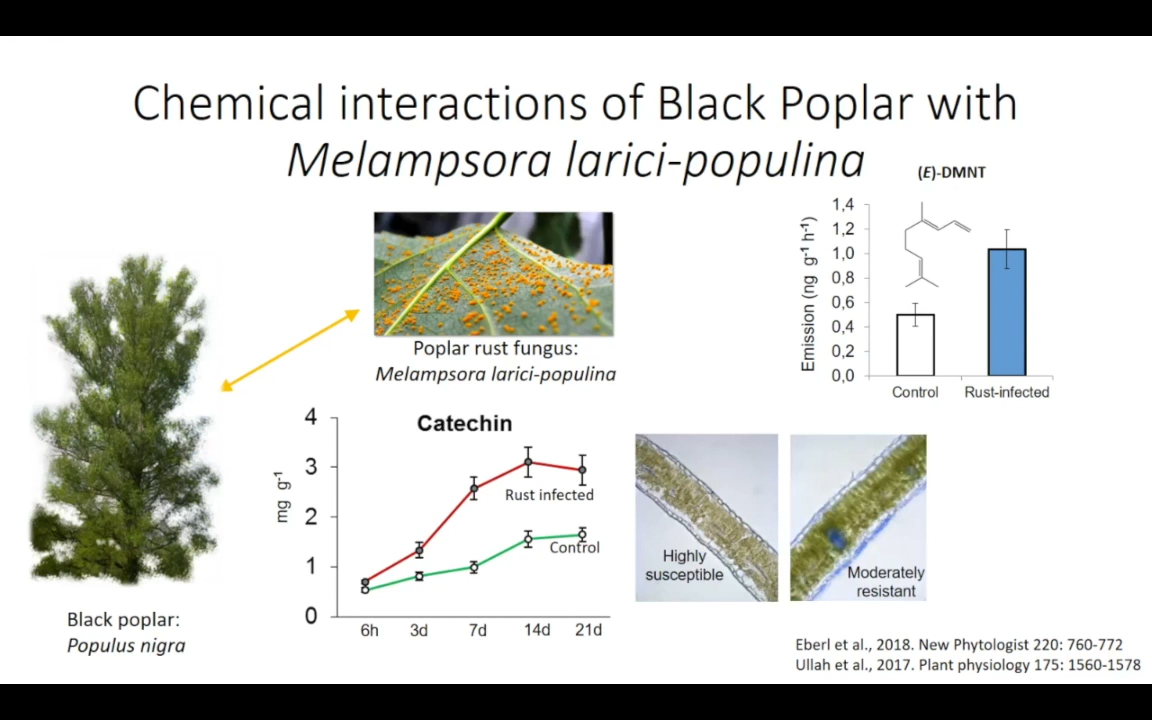 Chemical interactions of Black Poplar with
Melampsora larici-populina
(E)-DMNT
Emission (ng g-1 h-1)
1,4
1,2
1,0
0,8
0,6
0,4
0,2
0,0
Control
Rust-infected
Poplar rust fungus:
Melampsora larici-populina
Catechin
mg g-1
4
3
2
1
0
Rust infected
Control
6h
3d
7d
14d
21d
Highly
susceptible
Moderately
resistant
Black poplar:
Populus nigra
Eberl et al., 2018. New Phytologist 220: 760-772
Ullah et al., 2017. Plant physiology 175: 1560-1578